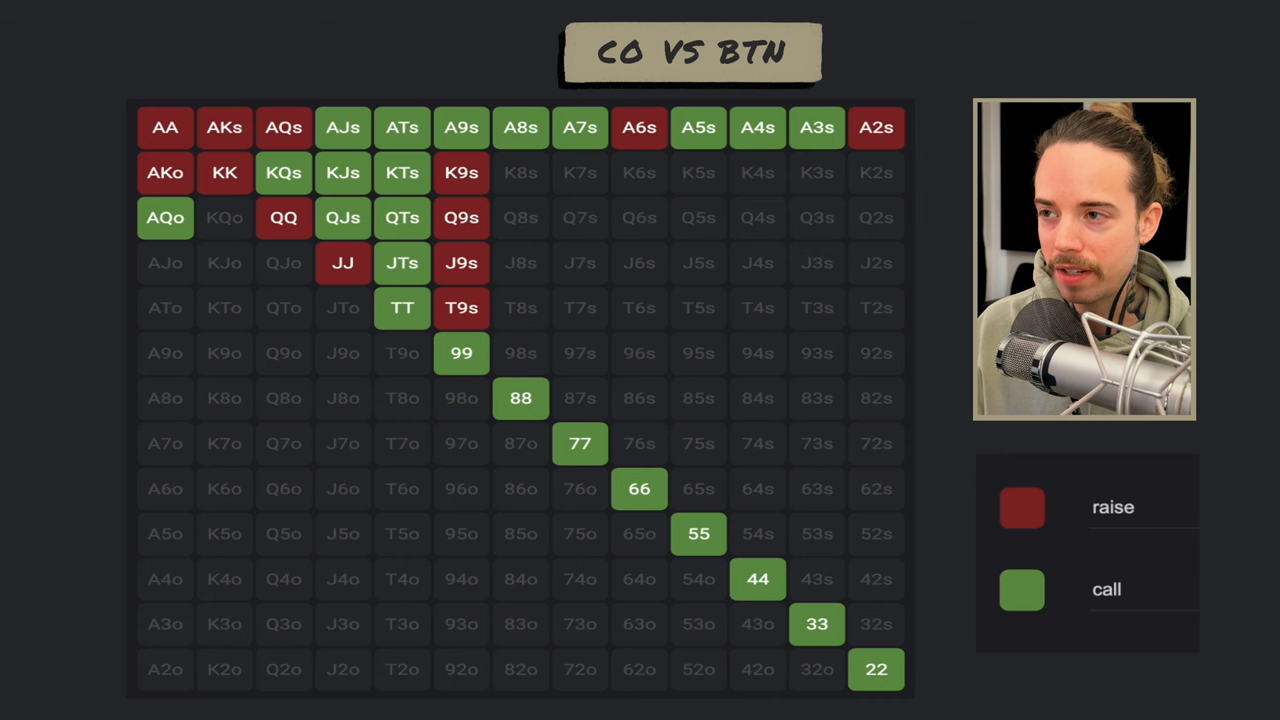 CO VS BTN
AA AKs AQs AJs ATs A9s A8s A7s A6s A5s A4s A3s A2s
AKo KK KQs KJs KTs K9s K8s K7s K6s K5s K4s K3s K2s
AQo KQo QQ QJs QTs Q9s Q8s Q7s Q6s Q5s Q4s Q3s Q2s
AJo KJo QJo JJ JTs J9s J8s J7s J6s J5s J4s J3s J2s
ATo KTo QTo JTo TT T9s T8s T7s T6s T5s T4s T3s T2s
A9o K9o Q9o J9o T9o 99 98s 97s 96s 95s 94s 93s 92s
A8o K8o Q8o J8o T8o 98o 88 87s 86s 85s 84s 83s 82s
A7o K7o Q7o J7o T7o 97o 87o 77 76s 75s 74s 73s 72s
A6o K6o Q6o J6o T6o 96o 86o 76o 66 65s 64s 63s 62s
A5o K5o Q5o J5o T5o 95o 85o 75o 65o 55 54s 53s 52s
A4o K4o Q4o J4o T4o 94o 84o 74o 64o 54o 44 43s 42s
A3o K3o Q3o J3o T3o 93o 83o 73o 63o 53o 43o 33 32s
A2o K2o Q2o J2o T2o 92o 82o 72o 62o 52o 42o 32o 22
raise
call